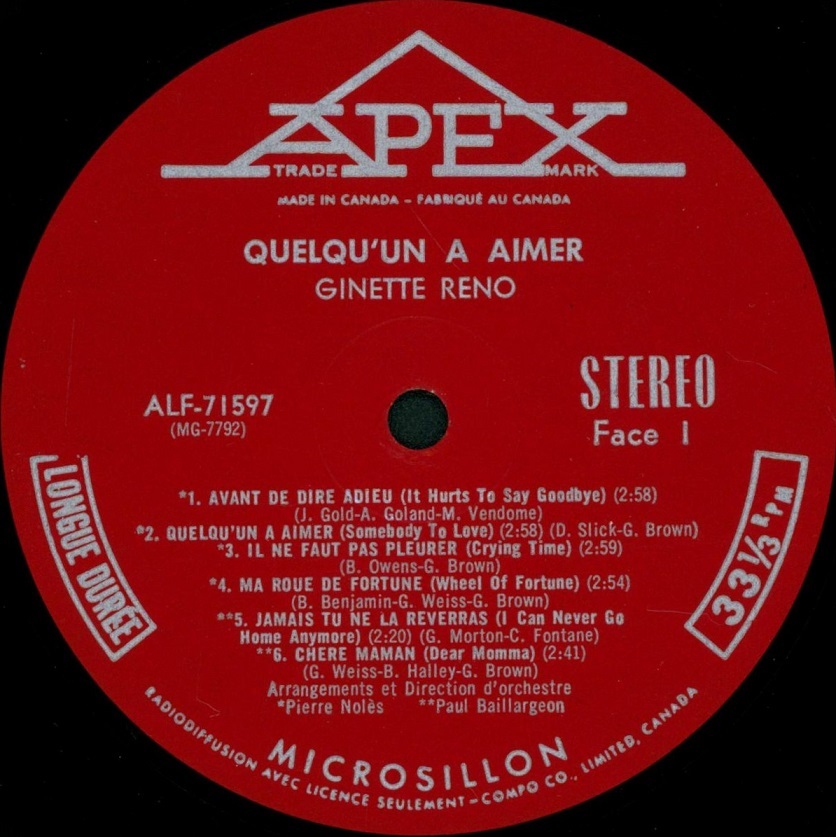 APEX
TRADE MARK
MADE IN CANADA - FABRIQUÉ AU CANADA
QUELQU'UN A AIMER
GINETTE RENO
ALF-71597
(MG-7792)
STEREO
Face 1
LONGUE DURÉE
33 1/3 RPM
*1. AVANT DE DIRE ADIEU (It Hurts To Say Goodbye) (2:58)
(J. Gold-A. Goland-M. Vendome)
*2. QUELQU'UN A AIMER (Somebody To Love) (2:58) (D. Slick-G. Brown)
*3. IL NE FAUT PAS PLEURER (Crying Time) (2:59)
(B. Owens-G. Brown)
*4. MA ROUE DE FORTUNE (Wheel Of Fortune) (2:54)
(B. Benjamin-G. Weiss-G. Brown)
**5. JAMAIS TU NE LA REVERRAS (I Can Never Go
Home Anymore) (2:20) (G. Morton-C. Fontane)
**6. CHERE MAMAN (Dear Momma) (2:41)
(G. Weiss-B. Halley-G. Brown)
Arrangements et Direction d'orchestre
*Pierre Nolès **Paul Baillargeon
MICROSILLON
RADIODIFFUSION AVEC LICENCE SEULEMENT-COMPO CO., LIMITED, CANADA